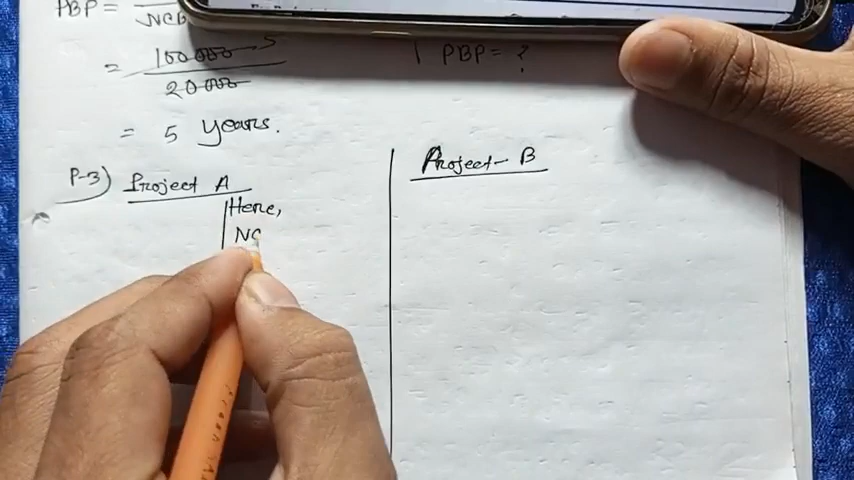 PBP =
NCB
= 100000 5
20000
= 5 years.
PBP = ?
P-3) Project A
Here,
NC
Project - B